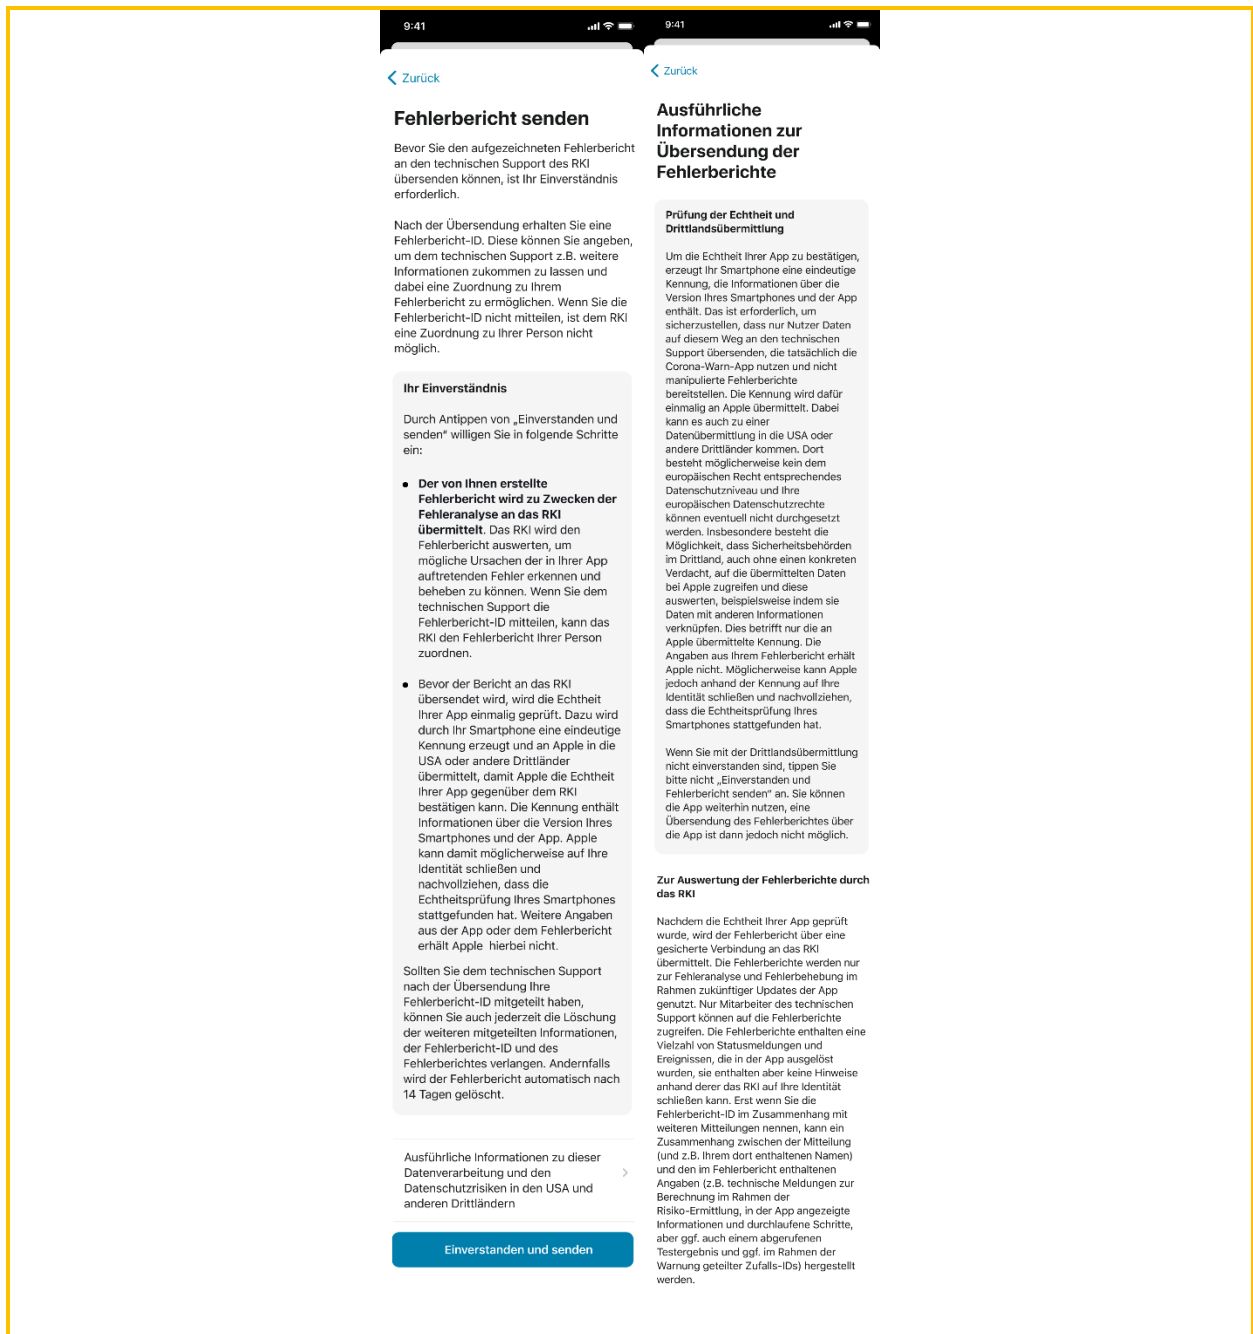 9:41
Zurück
Fehlerbericht senden
Bevor Sie den aufgezeichneten Fehlerbericht
an den technischen Support des RKI
übersenden können, ist Ihr Einverständnis
erforderlich.
Nach der Übersendung erhalten Sie eine
Fehlerbericht-ID. Diese können Sie angeben,
um dem technischen Support z.B. weitere
Informationen zukommen zu lassen und
dabei eine Zuordnung zu Ihrem
Fehlerbericht zu ermöglichen. Wenn Sie die
Fehlerbericht-ID nicht mitteilen, ist dem RKI
eine Zuordnung zu Ihrer Person nicht
möglich.
Ihr Einverständnis
Durch Antippen von „Einverstanden und
senden“ willigen Sie in folgende Schritte
ein:
• Der von Ihnen erstellte
Fehlerbericht wird zu Zwecken der
Fehleranalyse an das RKI
übermittelt. Das RKI wird den
Fehlerbericht auswerten, um
mögliche Ursachen der in Ihrer App
auftretenden Fehler erkennen und
beheben zu können. Wenn Sie dem
technischen Support die
Fehlerbericht-ID mitteilen, kann das
RKI den Fehlerbericht Ihrer Person
zuordnen.
• Bevor der Bericht an das RKI
übersendet wird, wird die Echtheit
Ihrer App einmalig geprüft. Dazu wird
durch Ihr Smartphone eine eindeutige
Kennung erzeugt und an Apple in die
USA oder andere Drittländer
übermittelt, damit Apple die Echtheit
Ihrer App gegenüber dem RKI
bestätigen kann. Die Kennung enthält
Informationen über die Version Ihres
Smartphones und der App. Apple
kann damit möglicherweise auf Ihre
Identität schließen und
nachvollziehen, dass die
Echtheitsprüfung Ihres Smartphones
stattgefunden hat. Weitere Angaben
aus der App oder dem Fehlerbericht
erhält Apple hierbei nicht.
Sollten Sie dem technischen Support
nach der Übersendung Ihre
Fehlerbericht-ID mitgeteilt haben,
können Sie auch jederzeit die Löschung
der weiteren mitgeteilten Informationen,
der Fehlerbericht-ID und des
Fehlerberichtes verlangen. Andernfalls
wird der Fehlerbericht automatisch nach
14 Tagen gelöscht.
Ausführliche Informationen zu dieser
Datenverarbeitung und den
Datenschutzrisiken in den USA und
anderen Drittländern
Einverstanden und senden
9:41
Zurück
Ausführliche
Informationen zur
Übersendung der
Fehlerberichte
Prüfung der Echtheit und
Drittlandsübermittlung
Um die Echtheit Ihrer App zu bestätigen,
erzeugt Ihr Smartphone eine eindeutige
Kennung, die Informationen über die
Version Ihres Smartphones und der App
enthält. Das ist erforderlich, um
sicherzustellen, dass nur Nutzer Daten
auf diesem Weg an den technischen
Support übersenden, die tatsächlich die
Corona-Warn-App nutzen und nicht
manipulierte Fehlerberichte
bereitstellen. Die Kennung wird dafür
einmalig an Apple übermittelt. Dabei
kann es auch zu einer
Datenübermittlung in die USA oder
andere Drittländer kommen. Dort
besteht möglicherweise kein dem
europäischen Recht entsprechendes
Datenschutzniveau und Ihre
europäischen Datenschutzrechte
können eventuell nicht durchgesetzt
werden. Insbesondere besteht die
Möglichkeit, dass Sicherheitsbehörden
im Drittland, auch ohne einen konkreten
Verdacht, auf die übermittelten Daten
bei Apple zugreifen und diese
auswerten, beispielsweise indem sie
Daten mit anderen Informationen
verknüpfen. Dies betrifft nur die an
Apple übermittelte Kennung. Die
Angaben aus Ihrem Fehlerbericht erhält
Apple nicht. Möglicherweise kann Apple
jedoch anhand der Kennung auf Ihre
Identität schließen und nachvollziehen,
dass die Echtheitsprüfung Ihres
Smartphones stattgefunden hat.
Wenn Sie mit der Drittlandsübermittlung
nicht einverstanden sind, tippen Sie
bitte nicht „Einverstanden und
Fehlerbericht senden“ an. Sie können
die App weiterhin nutzen, eine
Übersendung des Fehlerberichtes über
die App ist dann jedoch nicht möglich.
Zur Auswertung der Fehlerberichte durch
das RKI
Nachdem die Echtheit Ihrer App geprüft
wurde, wird der Fehlerbericht über eine
gesicherte Verbindung an das RKI
übermittelt. Die Fehlerberichte werden nur
zur Fehleranalyse und Fehlerbehebung im
Rahmen zukünftiger Updates der App
genutzt. Nur Mitarbeiter des technischen
Support können auf die Fehlerberichte
zugreifen. Die Fehlerberichte enthalten eine
Vielzahl von Statusmeldungen und
Ereignissen, die in der App ausgelöst
wurden, sie enthalten aber keine Hinweise
anhand derer das RKI auf Ihre Identität
schließen kann. Erst wenn Sie die
Fehlerbericht-ID im Zusammenhang mit
weiteren Mitteilungen nennen, kann ein
Zusammenhang zwischen der Mitteilung
(und z.B. Ihrem dort enthaltenen Namen)
und den im Fehlerbericht enthaltenen
Angaben (z.B. technische Meldungen zur
Berechnung im Rahmen der
Risiko-Ermittlung, in der App angezeigte
Informationen und durchlaufene Schritte,
aber ggf. auch einem abgerufenen
Testergebnis und ggf. im Rahmen der
Warnung geteilter Zufalls-IDs) hergestellt
werden.